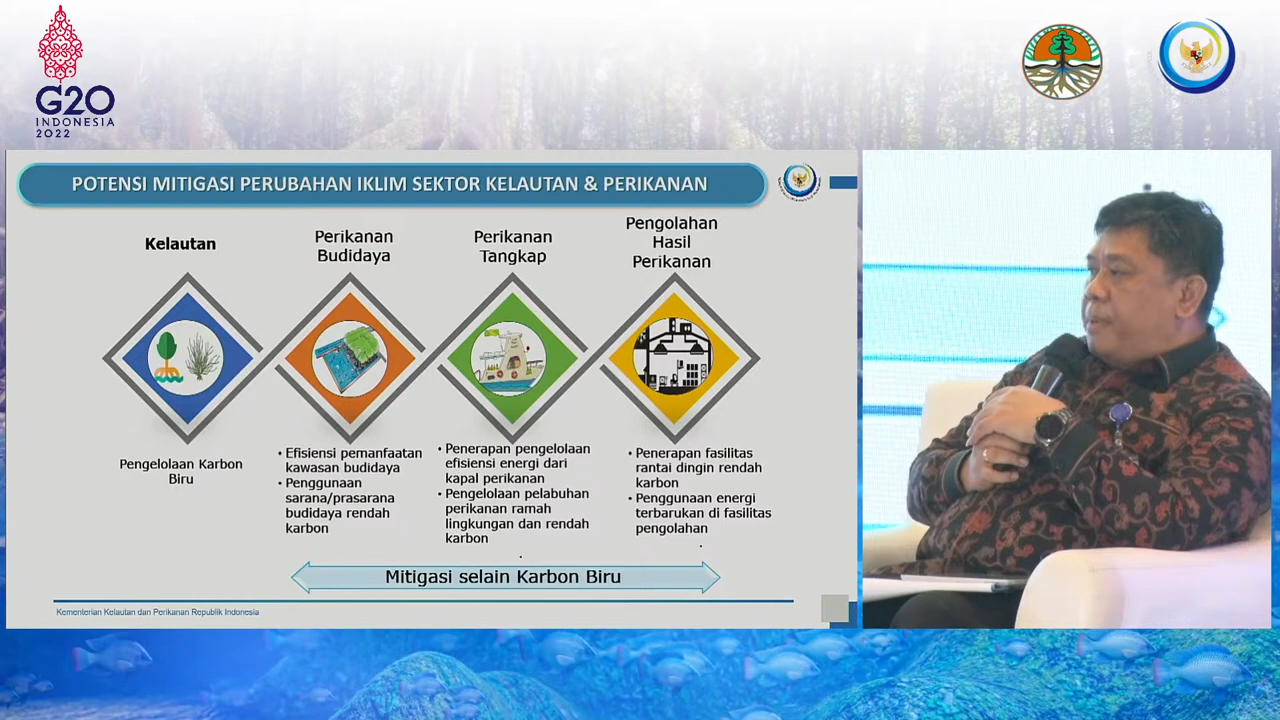 G20
INDONESIA
2022
POTENSI MITIGASI PERUBAHAN IKLIM SEKTOR KELAUTAN & PERIKANAN
Kelautan
Pengelolaan Karbon
Biru
Perikanan
Budidaya
• Efisiensi pemanfaatan
kawasan budidaya
• Penggunaan
sarana/prasarana
budidaya rendah
karbon
Perikanan
Tangkap
• Penerapan pengelolaan
efisiensi energi dari
kapal perikanan
• Pengelolaan pelabuhan
perikanan ramah
lingkungan dan rendah
karbon
Pengolahan
Hasil
Perikanan
• Penerapan fasilitas
rantai dingin rendah
karbon
• Penggunaan energi
terbarukan di fasilitas
pengolahan
Mitigasi selain Karbon Biru
Kementerian Kelautan dan Perikanan Republik Indonesia